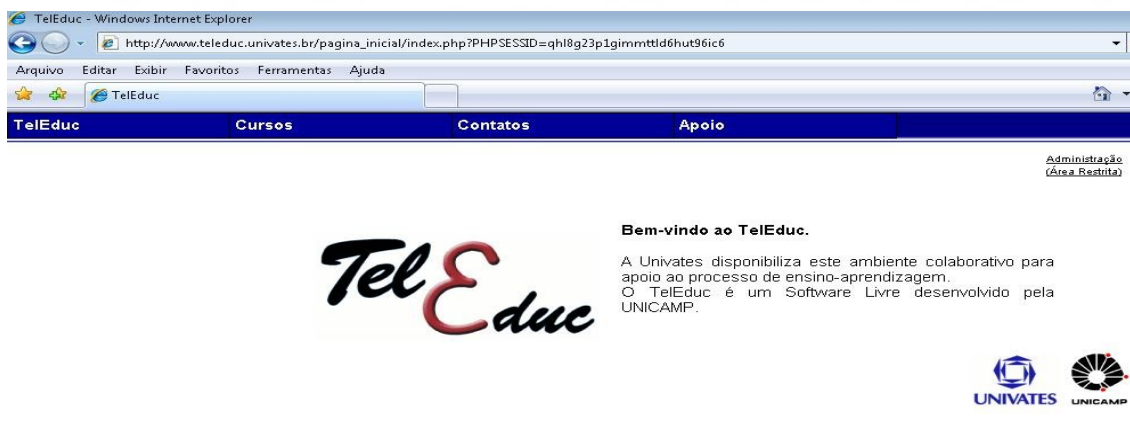 TelEduc - Windows Internet Explorer
http://www.teleduc.univates.br/pagina_inicial/index.php?PHPSESSID=qhl8g23p1gimmttld6hut96ic6
Arquivo Editar Exibir Favoritos Ferramentas Ajuda
TelEduc
TelEduc Cursos Contatos Apoio
Administração
(Área Restrita)
Tel Educ
Bem-vindo ao TelEduc.
A Univates disponibiliza este ambiente colaborativo para
apoio ao processo de ensino-aprendizagem.
O TelEduc é um Software Livre desenvolvido pela
UNICAMP.
UNIVATES UNICAMP